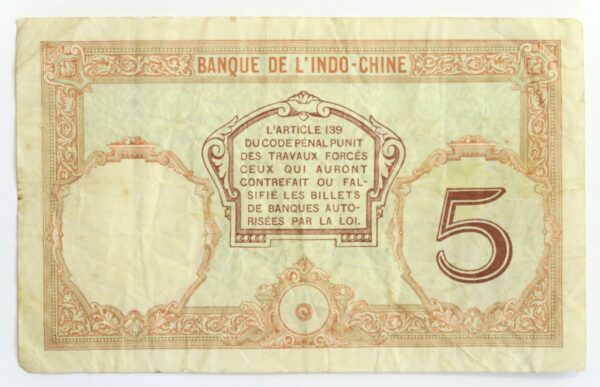 BANQUE DE L'INDO-CHINE
L'ARTICLE 139
DU CODE PÉNAL PUNIT
DES TRAVAUX FORCÉS
CEUX QUI AURONT
CONTREFAIT OU FAL-
SIFIÉ LES BILLETS
DE BANQUES AUTO-
RISÉES PAR LA LOI.
5